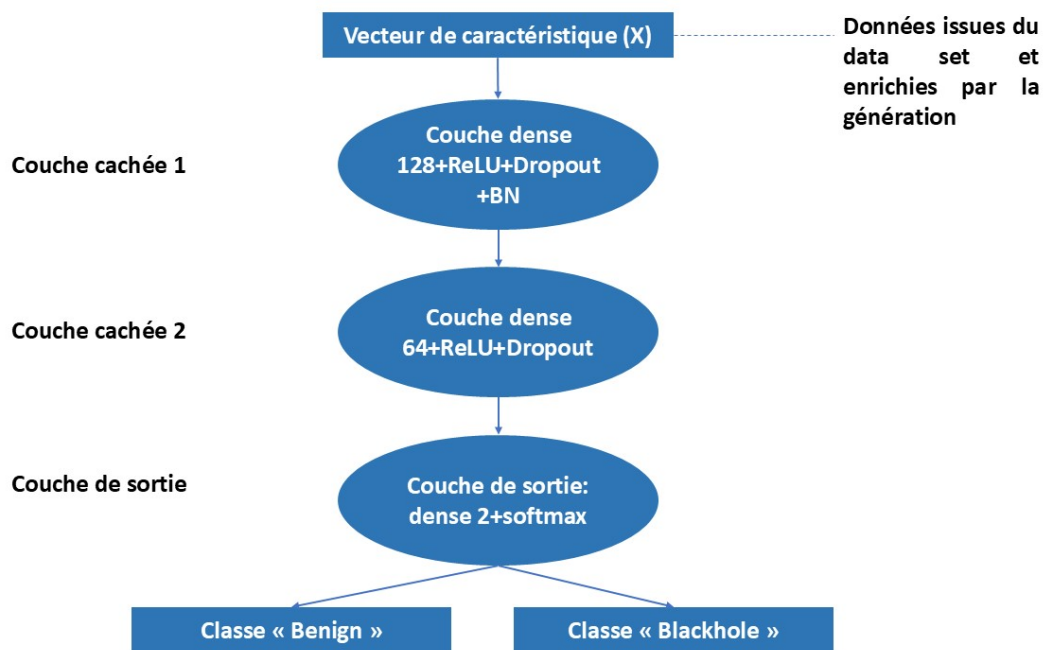 Vecteur de caractéristique (X)
Données issues du
data set et
enrichies par la
génération
Couche cachée 1
Couche dense
128+ReLU+Dropout
+BN
Couche cachée 2
Couche dense
64+ReLU+Dropout
Couche de sortie
Couche de sortie:
dense 2+softmax
Classe « Benign »
Classe « Blackhole »